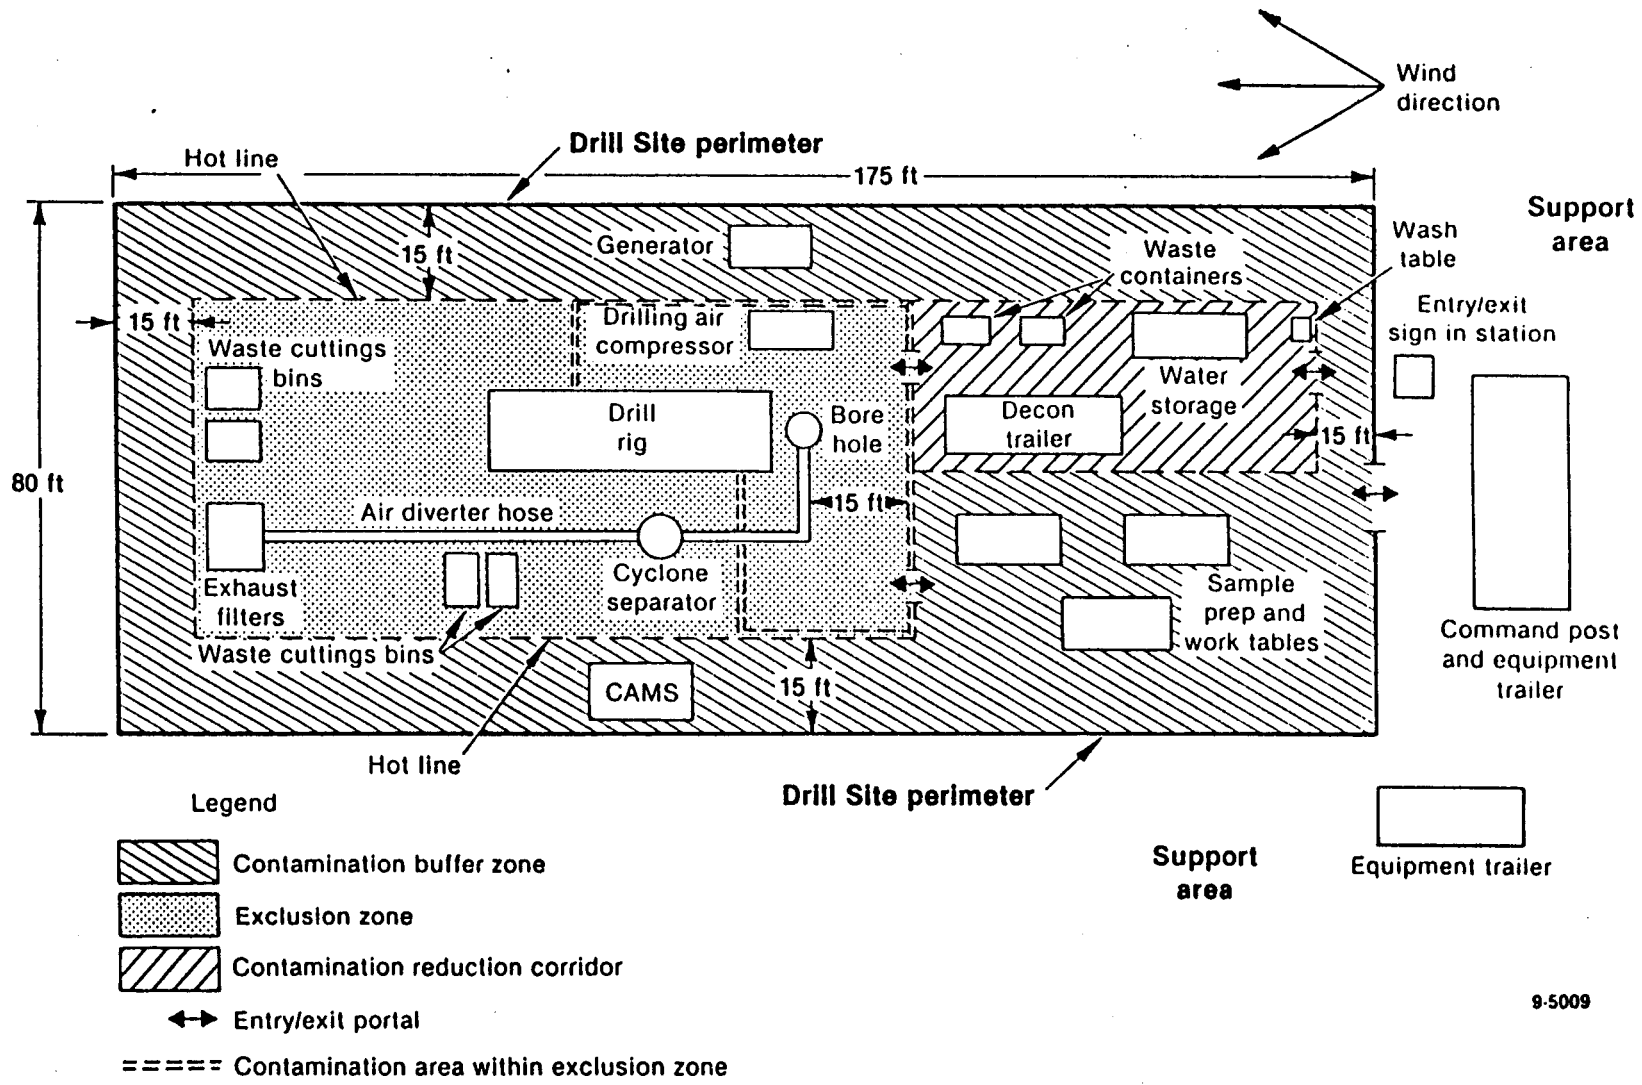 Wind
direction
Drill Site perimeter
Hot line
175 ft
Support
area
Wash
table
Generator
Waste
containers
15 ft
Entry/exit
sign in station
15 ft
Drilling air
compressor
Waste cuttings
bins
Water
storage
Drill
rig
Bore
hole
Decon
trailer
15 ft
80 ft
Air diverter hose
15 ft
Exhaust
filters
Cyclone
separator
Sample
prep and
work tables
Waste cuttings bins
Command post
and equipment
trailer
CAMS
15 ft
Hot line
Drill Site perimeter
Legend
Contamination buffer zone
Support
area
Equipment trailer
Exclusion zone
Contamination reduction corridor
9-5009
Entry/exit portal
Contamination area within exclusion zone